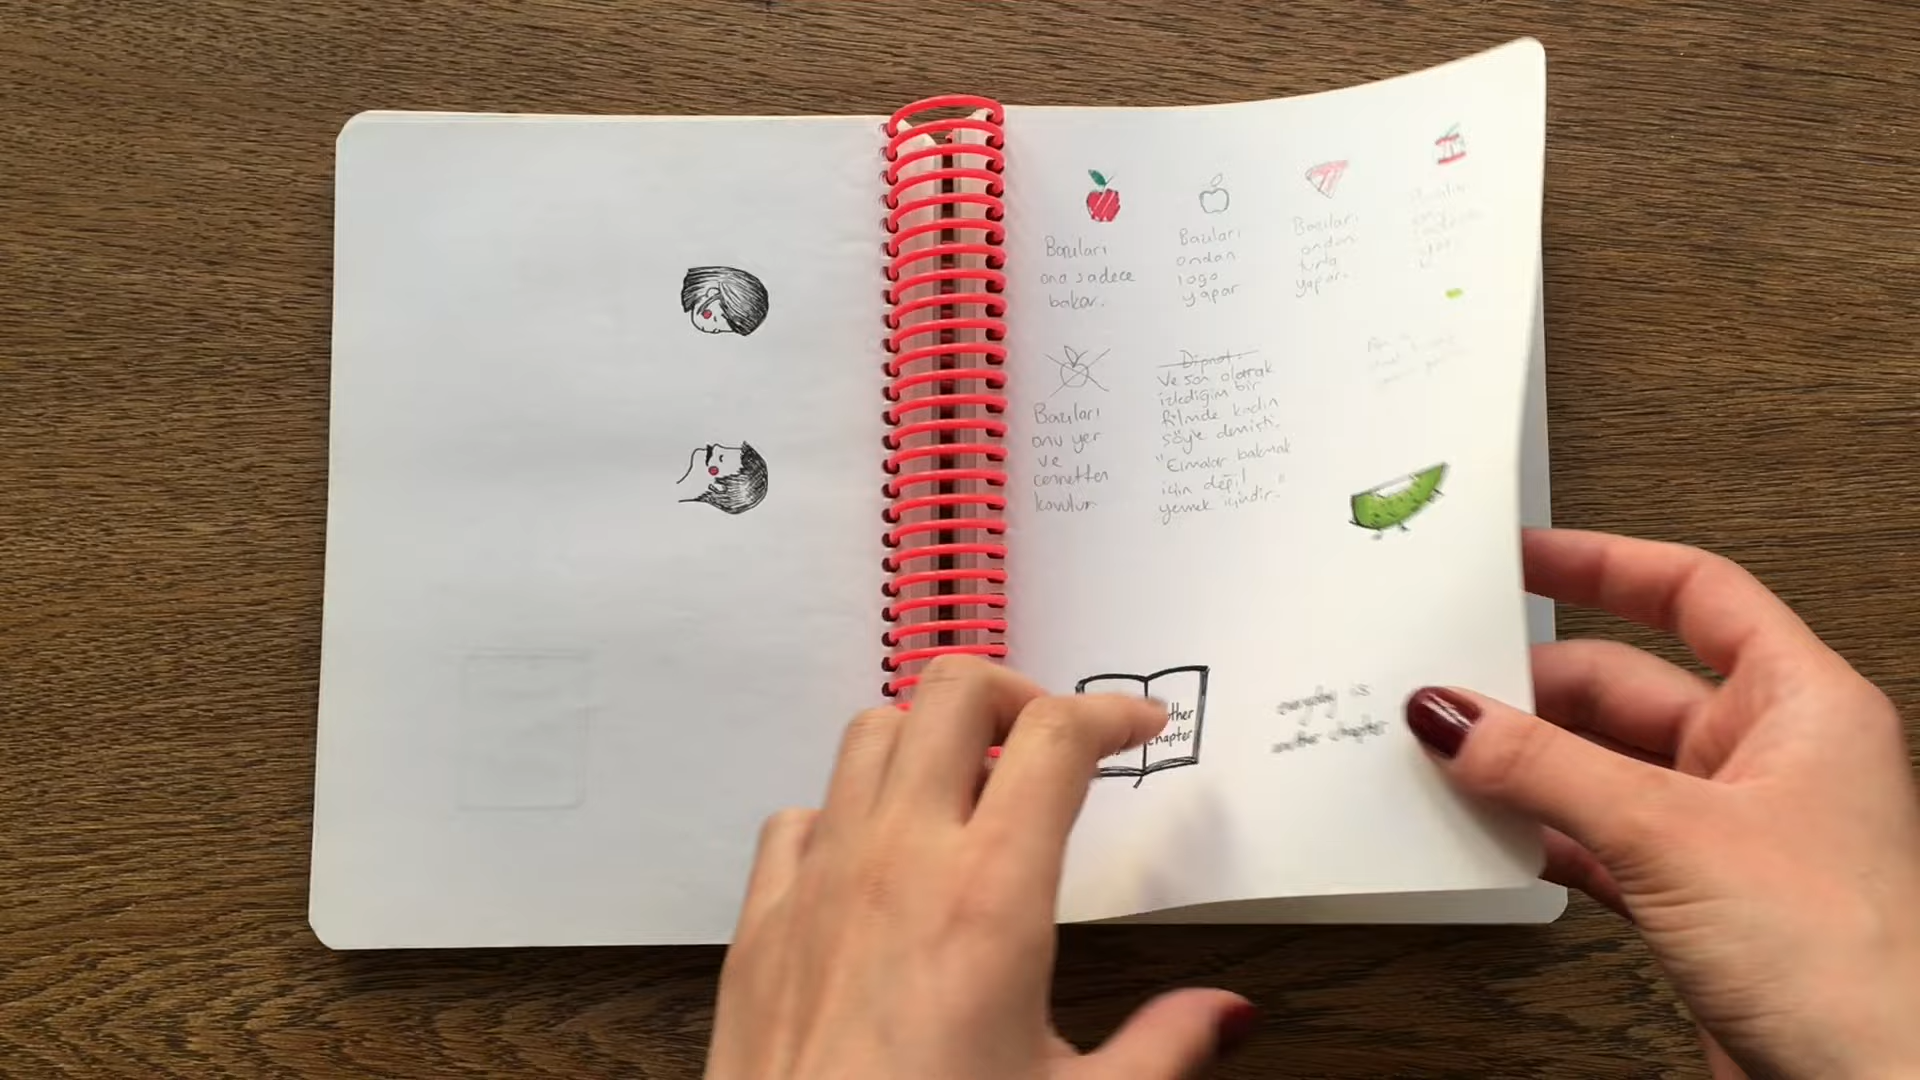 Bazıları
ona sadece
bakar.
Bazıları
ondan
logo
yapar
Bazıları
ondan
turta
yapar.
Bazıları
onu yer
ve
cennetten
kovulur.
Dipnot:
Ve son olarak
izlediğim bir
filmde kadın
şöyle demişti.
"Elmalar bakmak
için değil
yemek içindir."
chapter
everyday is
another chapter